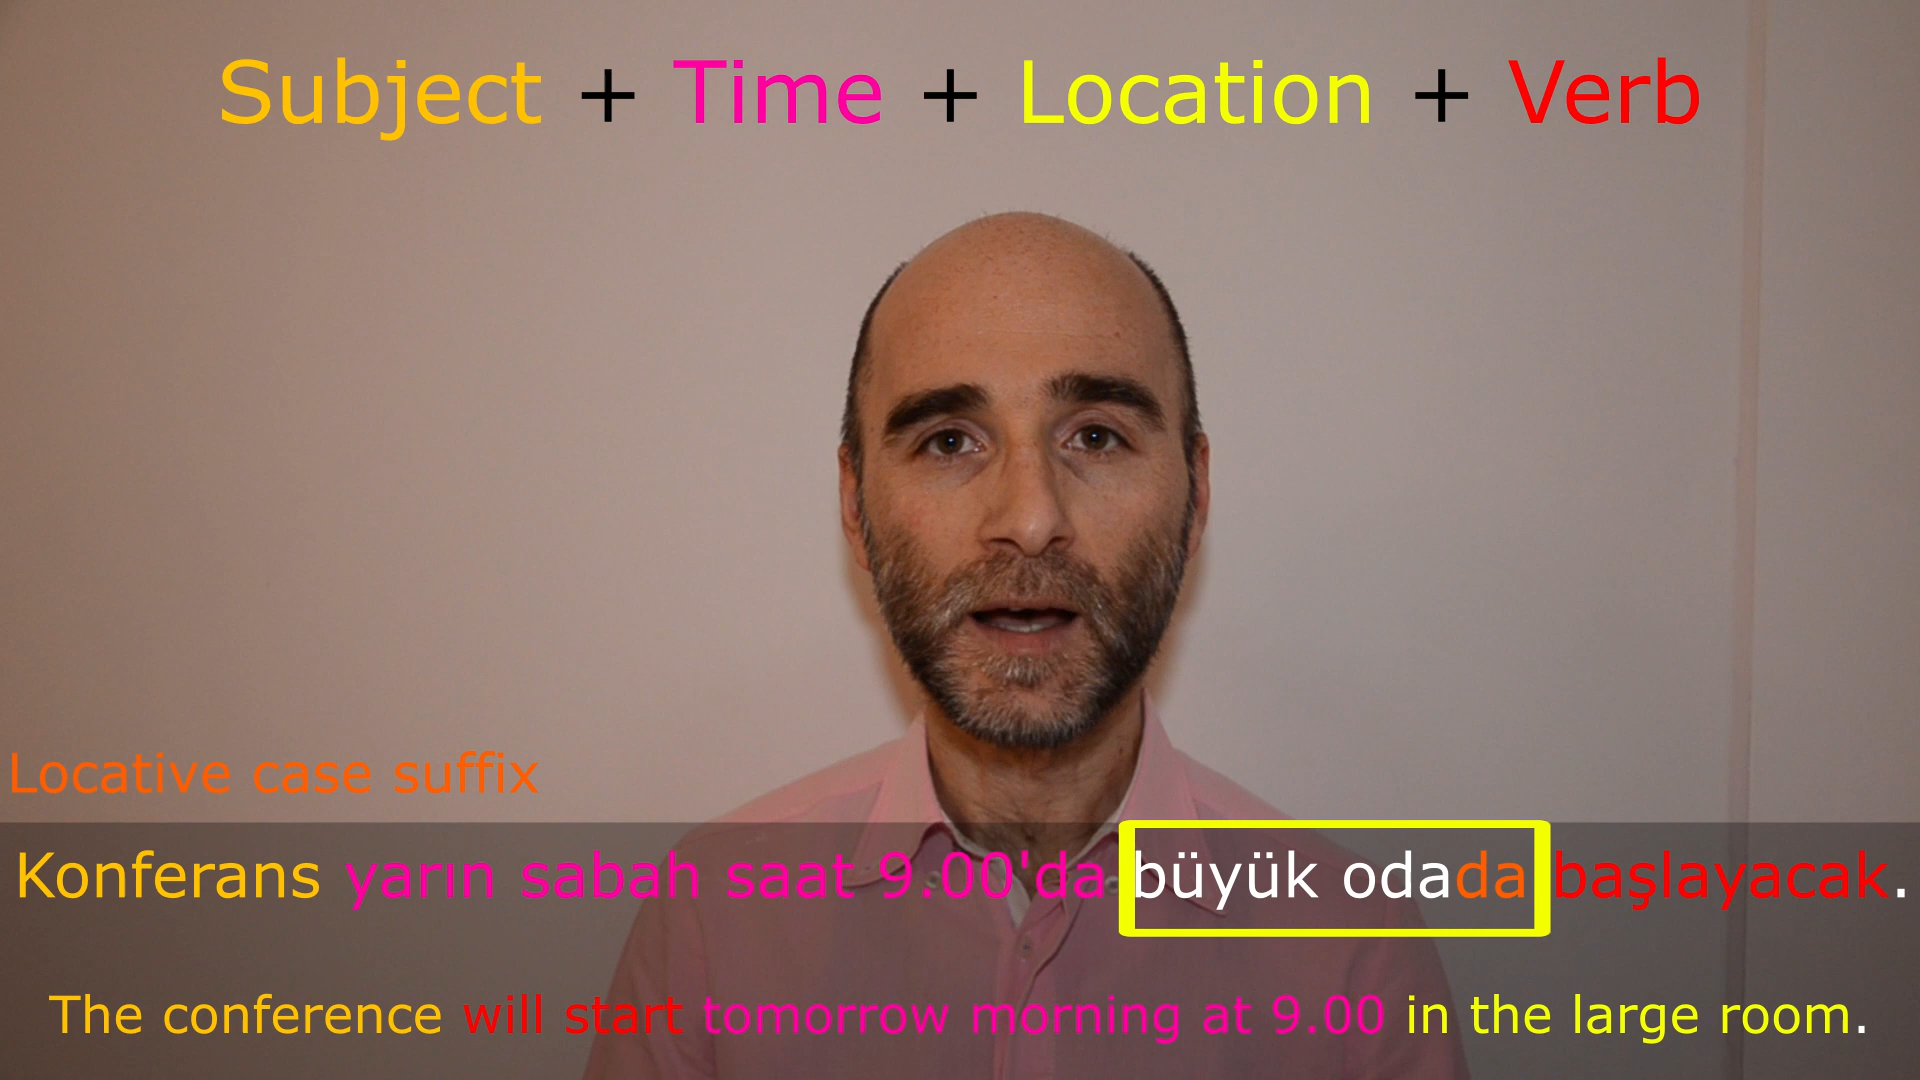 Subject + Time + Location + Verb
Locative case suffix
Konferans yarın sabah saat 9.00'da büyük odada başlayacak.
The conference will start tomorrow morning at 9.00 in the large room.